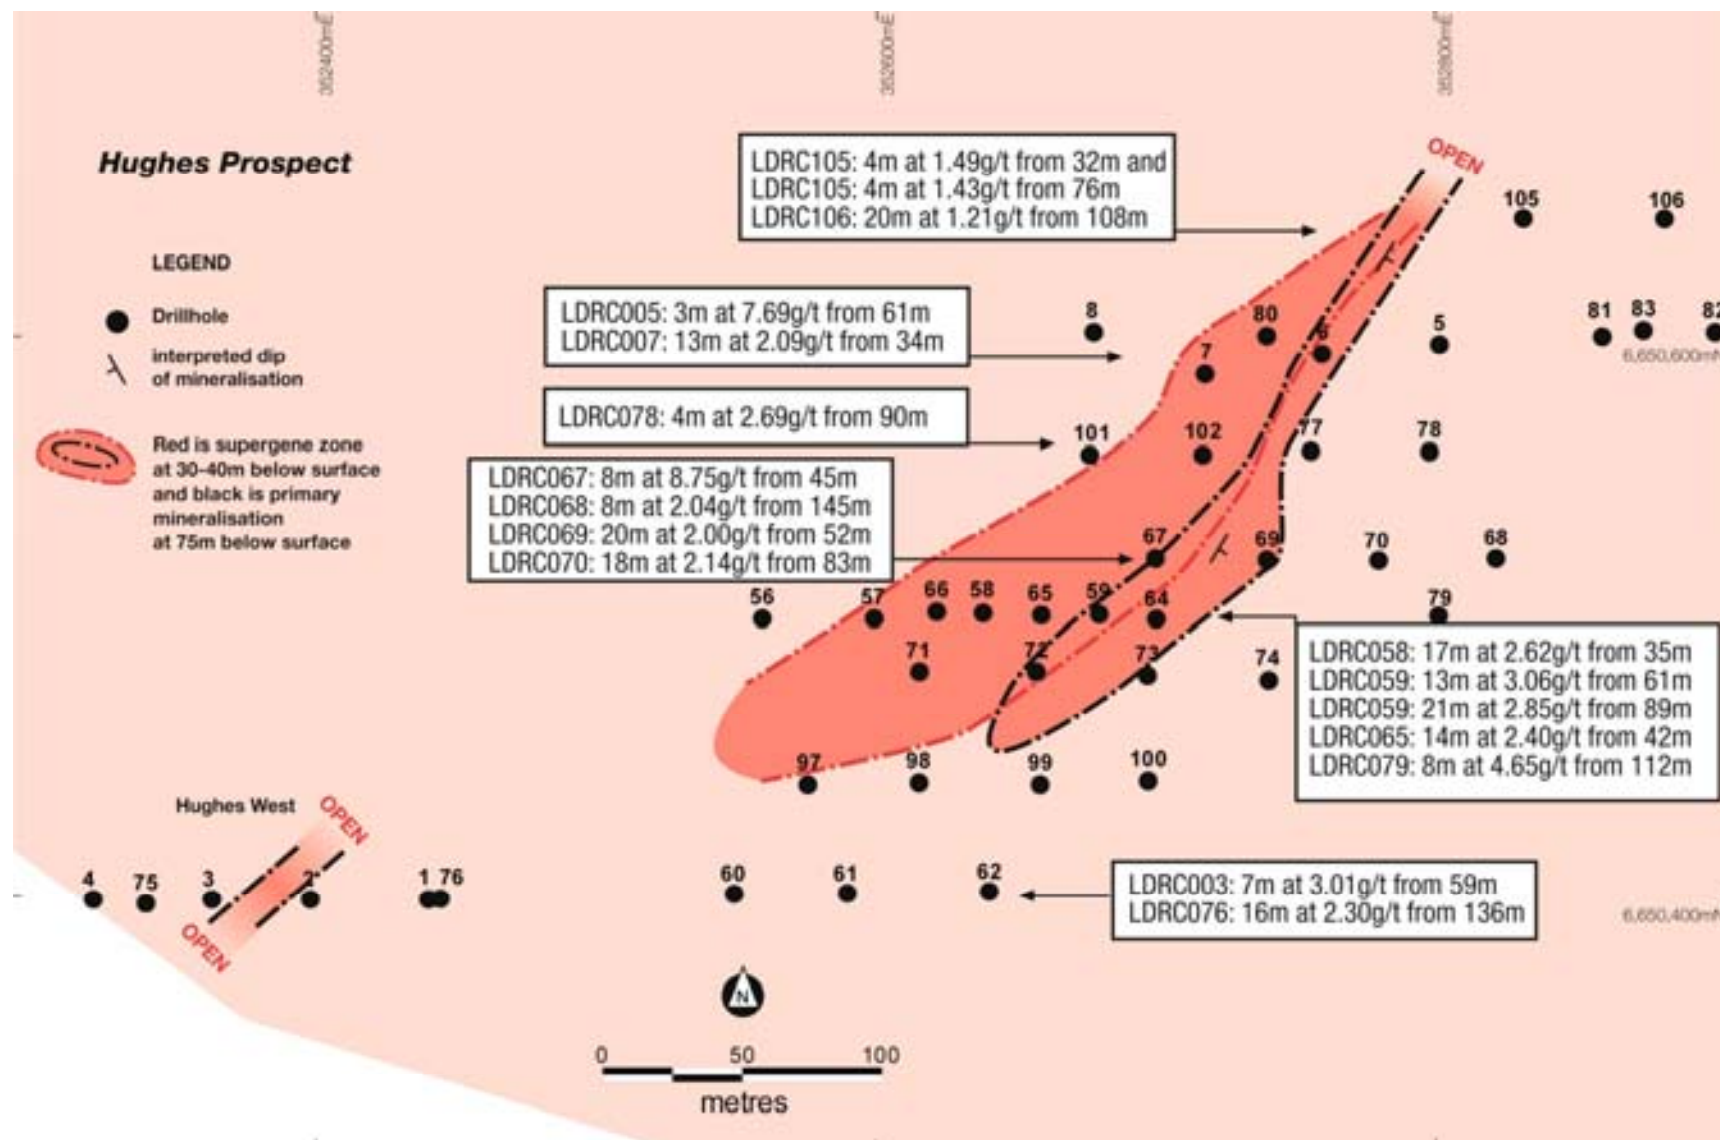 352400mE
352600mE
352800mE
Hughes Prospect
LEGEND
Drillhole
interpreted dip
of mineralisation
Red is supergene zone
at 30-40m below surface
and black is primary
mineralisation
at 75m below surface
LDRC105: 4m at 1.49g/t from 32m and
LDRC105: 4m at 1.43g/t from 76m
LDRC106: 20m at 1.21g/t from 108m
OPEN
105 106
LDRC005: 3m at 7.69g/t from 61m
LDRC007: 13m at 2.09g/t from 34m
8 80 6 5 81 83 82
7
6,650,600mN
LDRC078: 4m at 2.69g/t from 90m
101 102 77 78
LDRC067: 8m at 8.75g/t from 45m
LDRC068: 8m at 2.04g/t from 145m
LDRC069: 20m at 2.00g/t from 52m
LDRC070: 18m at 2.14g/t from 83m
67 69 70 68
56 57 66 58 65 59 64 79
71 72 73 74
LDRC058: 17m at 2.62g/t from 35m
LDRC059: 13m at 3.06g/t from 61m
LDRC059: 21m at 2.85g/t from 89m
LDRC065: 14m at 2.40g/t from 42m
LDRC079: 8m at 4.65g/t from 112m
97 98 99 100
Hughes West
OPEN
4 75 3 2 1 76 60 61 62
OPEN
LDRC003: 7m at 3.01g/t from 59m
LDRC076: 16m at 2.30g/t from 136m
6,650,400mN
N
0 50 100
metres